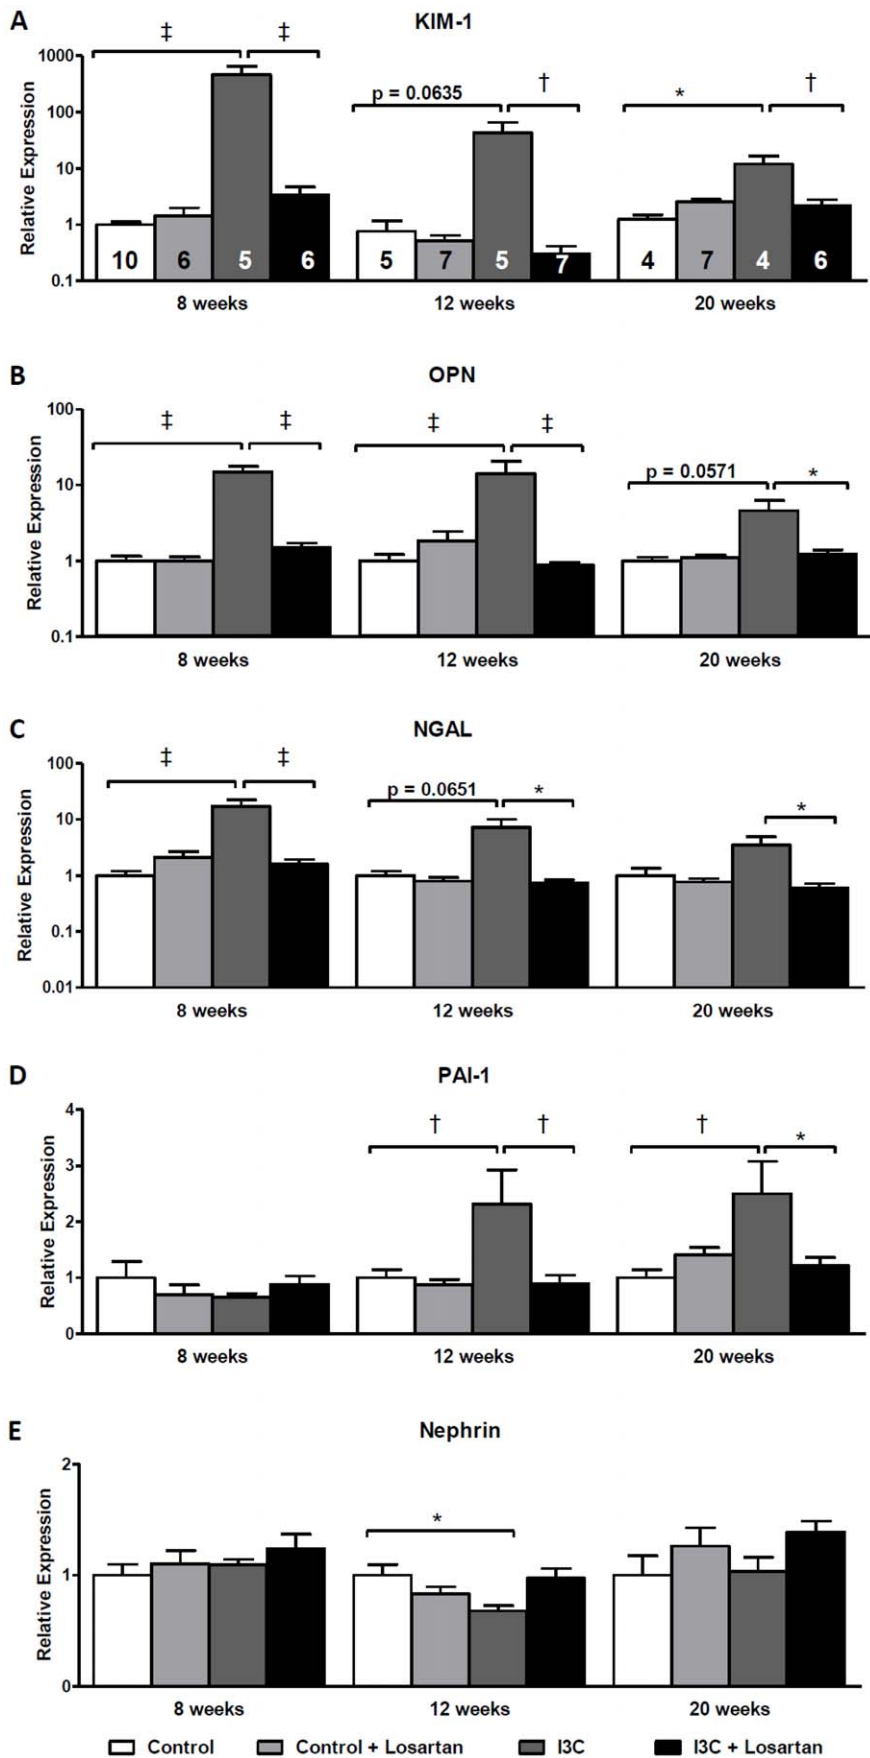 A
KIM-1
‡ ‡
1000
p = 0.0635 † * †
100
10
1
0.1
Relative Expression
10 6 5 6 5 7 5 7 4 7 4 6
8 weeks 12 weeks 20 weeks
B
OPN
‡ ‡ ‡ ‡ p = 0.0571 *
100
10
1
0.1
Relative Expression
8 weeks 12 weeks 20 weeks
C
NGAL
‡ ‡ p = 0.0651 * *
100
10
1
0.1
0.01
Relative Expression
8 weeks 12 weeks 20 weeks
D
PAI-1
† † † *
4
3
2
1
0
Relative Expression
8 weeks 12 weeks 20 weeks
E
Nephrin
*
2
1
0
Relative Expression
8 weeks 12 weeks 20 weeks
Control Control + Losartan I3C I3C + Losartan